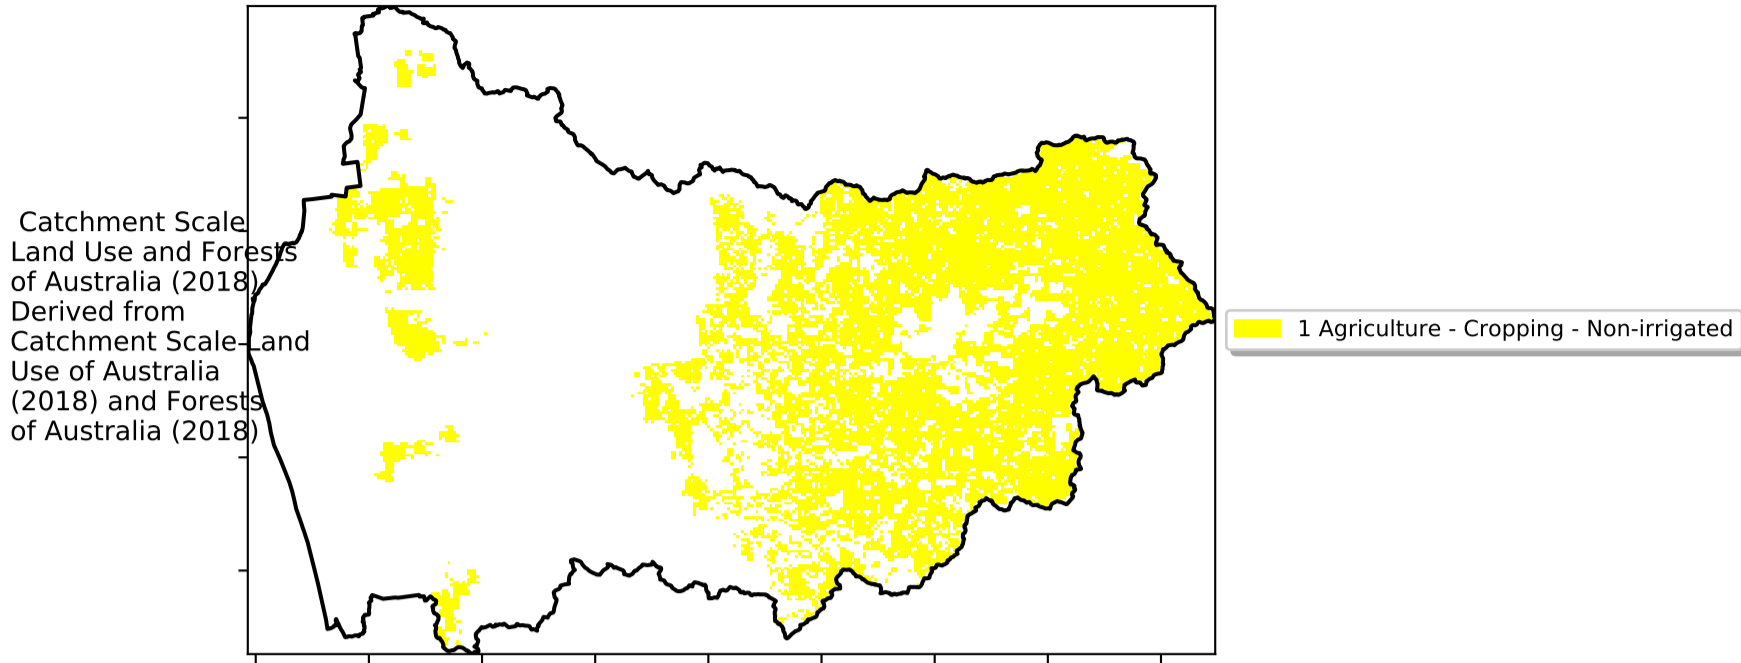 Catchment Scale
Land Use and Forests
of Australia (2018)
Derived from
Catchment Scale Land
Use of Australia
(2018) and Forests
of Australia (2018)
1 Agriculture - Cropping - Non-irrigated